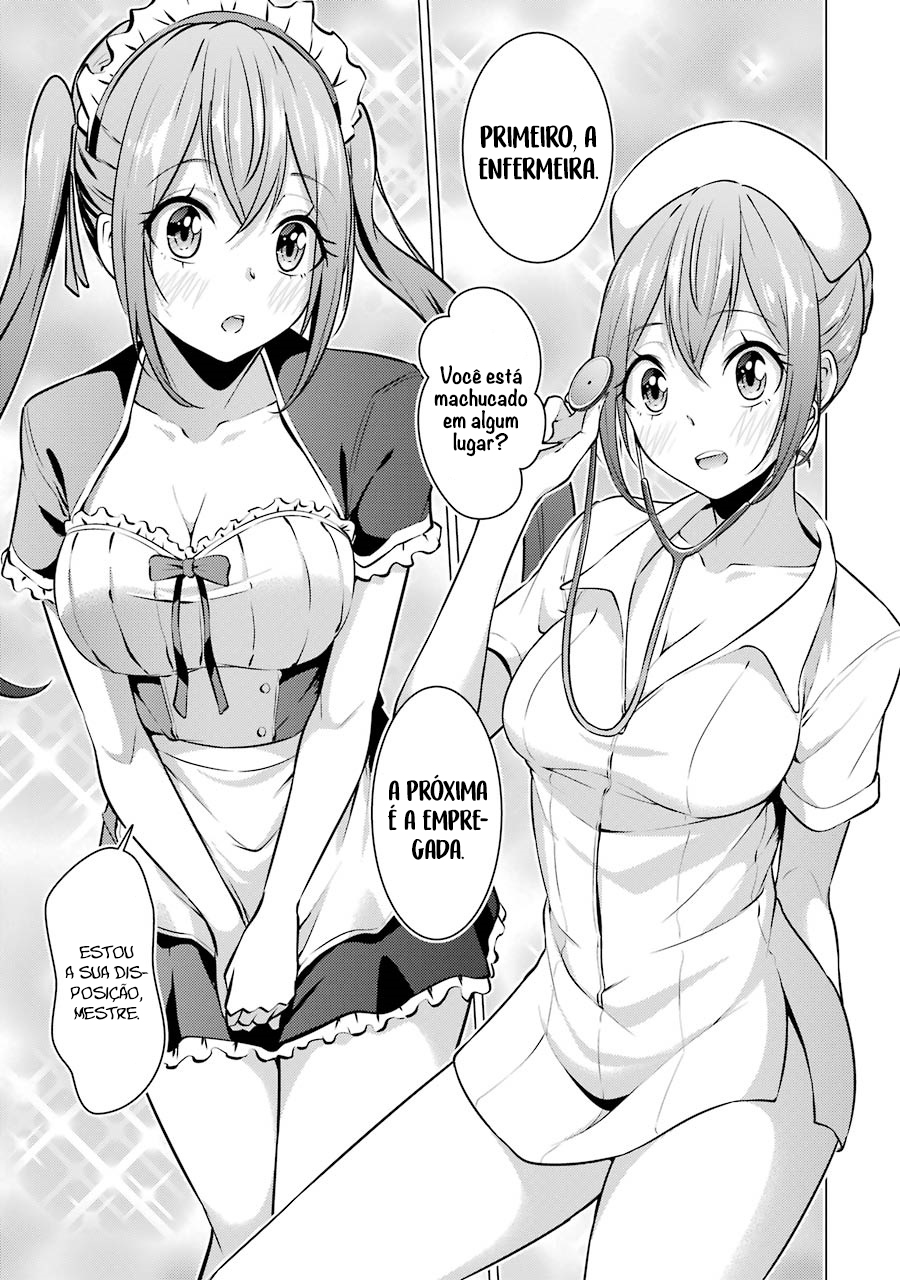 PRIMEIRO, A
ENFERMEIRA.
Você está
machucado
em algum
lugar?
A PRÓXIMA
É A EMPRE-
GADA.
ESTOU
A SUA DIS-
POSIÇÃO,
MESTRE.